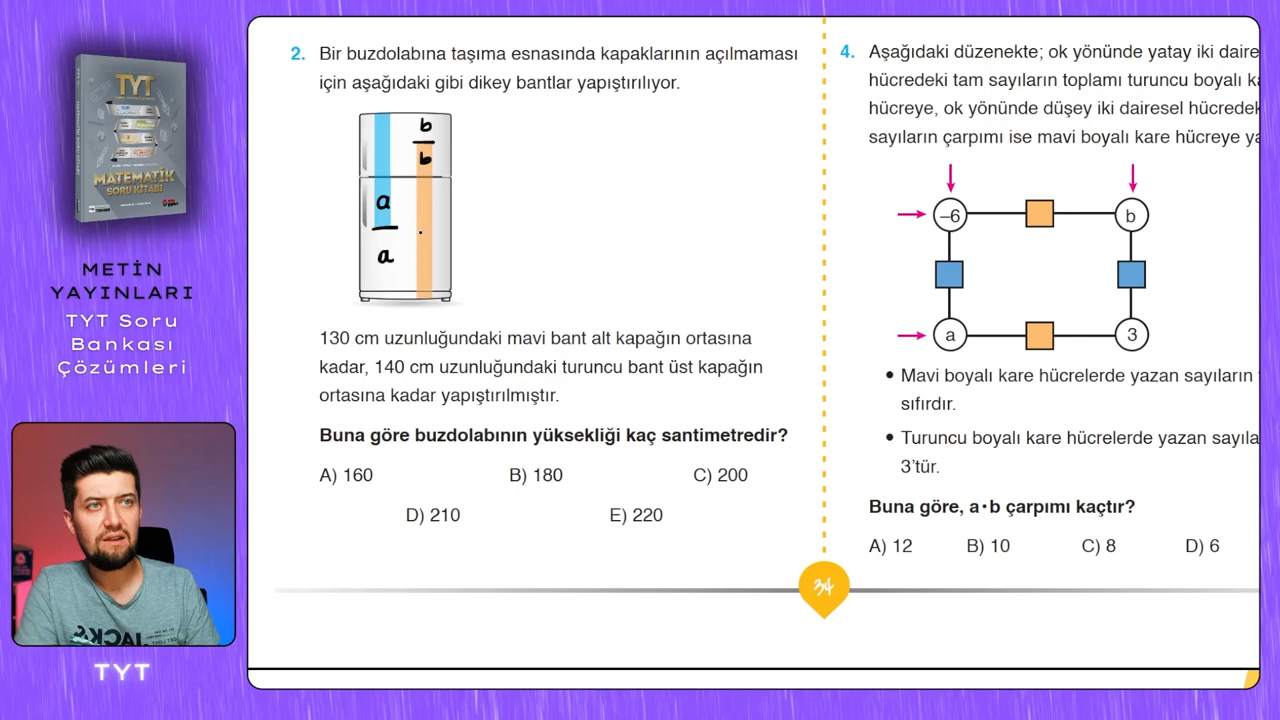 TYT
MATEMATİK
SORU KİTABI
METİN
YAYINLARI
TYT Soru
Bankası
Çözümleri
TYT
2. Bir buzdolabına taşıma esnasında kapaklarının açılmaması
için aşağıdaki gibi dikey bantlar yapıştırılıyor.
b
b
a
a
130 cm uzunluğundaki mavi bant alt kapağın ortasına
kadar, 140 cm uzunluğundaki turuncu bant üst kapağın
ortasına kadar yapıştırılmıştır.
Buna göre buzdolabının yüksekliği kaç santimetredir?
A) 160 B) 180 C) 200
D) 210 E) 220
4. Aşağıdaki düzenekte; ok yönünde yatay iki daire
hücredeki tam sayıların toplamı turuncu boyalı ka
hücreye, ok yönünde düşey iki dairesel hücredek
sayıların çarpımı ise mavi boyalı kare hücreye ya
–6 b
a 3
• Mavi boyalı kare hücrelerde yazan sayıların
sıfırdır.
• Turuncu boyalı kare hücrelerde yazan sayıla
3’tür.
Buna göre, a•b çarpımı kaçtır?
A) 12 B) 10 C) 8 D) 6
34